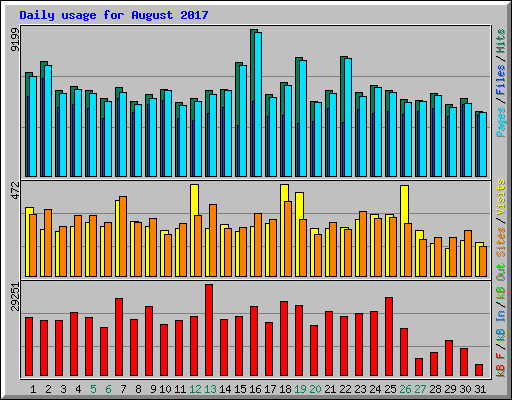 Daily usage for August 2017
9199
472
29251
Pages / Files / Hits
Sites / Visits
kB F / kB In / kB Out
1 2 3 4 5 6 7 8 9 10 11 12 13 14 15 16 17 18 19 20 21 22 23 24 25 26 27 28 29 30 31